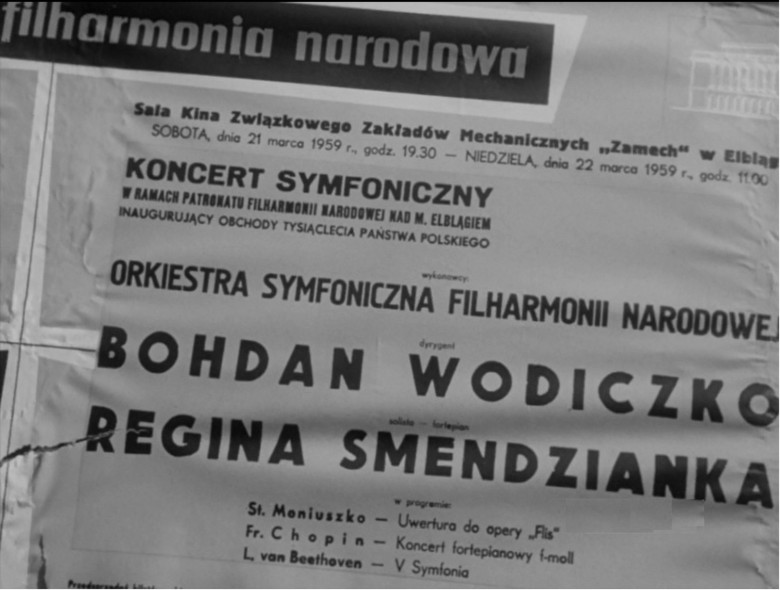 filharmonia narodowa
Sala Kina Związkowego Zakładów Mechanicznych „Zamech” w Elbląg
SOBOTA, dnia 21 marca 1959 r., godz. 19.30 — NIEDZIELA, dnia 22 marca 1959 r., godz. 11.00
KONCERT SYMFONICZNY
W RAMACH PATRONATU FILHARMONII NARODOWEJ NAD M. ELBLĄGIEM
INAUGURUJĄCY OBCHODY TYSIĄCLECIA PAŃSTWA POLSKIEGO
wykonawcy:
ORKIESTRA SYMFONICZNA FILHARMONII NARODOWEJ
dyrygent
BOHDAN WODICZKO
solista — fortepian
REGINA SMENDZIANKA
w programie:
St. Moniuszko — Uwertura do opery „Flis”
Fr. Chopin — Koncert fortepianowy f-moll
L. van Beethoven — V Symfonia